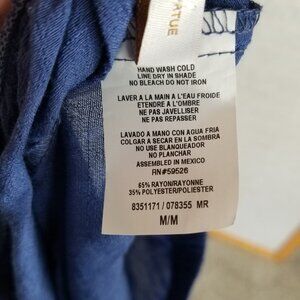 ATUE
HAND WASH COLD
LINE DRY IN SHADE
NO BLEACH DO NOT IRON
LAVER A LA MAIN A L'EAU FROIDE
ETENDRE A L'OMBRE
NE PAS JAVELLISER
NE PAS REPASSER
LAVADO A MANO CON AGUA FRIA
COLGAR A SECAR EN LA SOMBRA
NO USE BLANQUEADOR
NO PLANCHAR
ASSEMBLED IN MEXICO
RN#59526
65% RAYON/RAYONNE
35% POLYESTER/POLIESTER
8351171 / 078355 MR
M/M